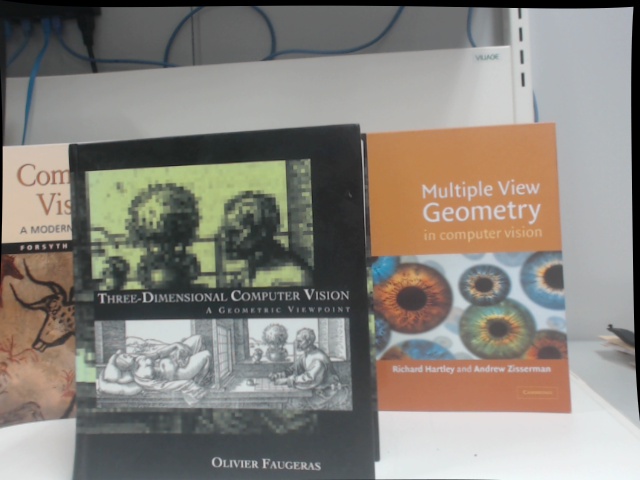 Com
Vis
A MODERN
FORSYTH
THREE-DIMENSIONAL COMPUTER VISION
A GEOMETRIC VIEWPOINT
OLIVIER FAUGERAS
Multiple View
Geometry
in computer vision
Richard Hartley and Andrew Zisserman